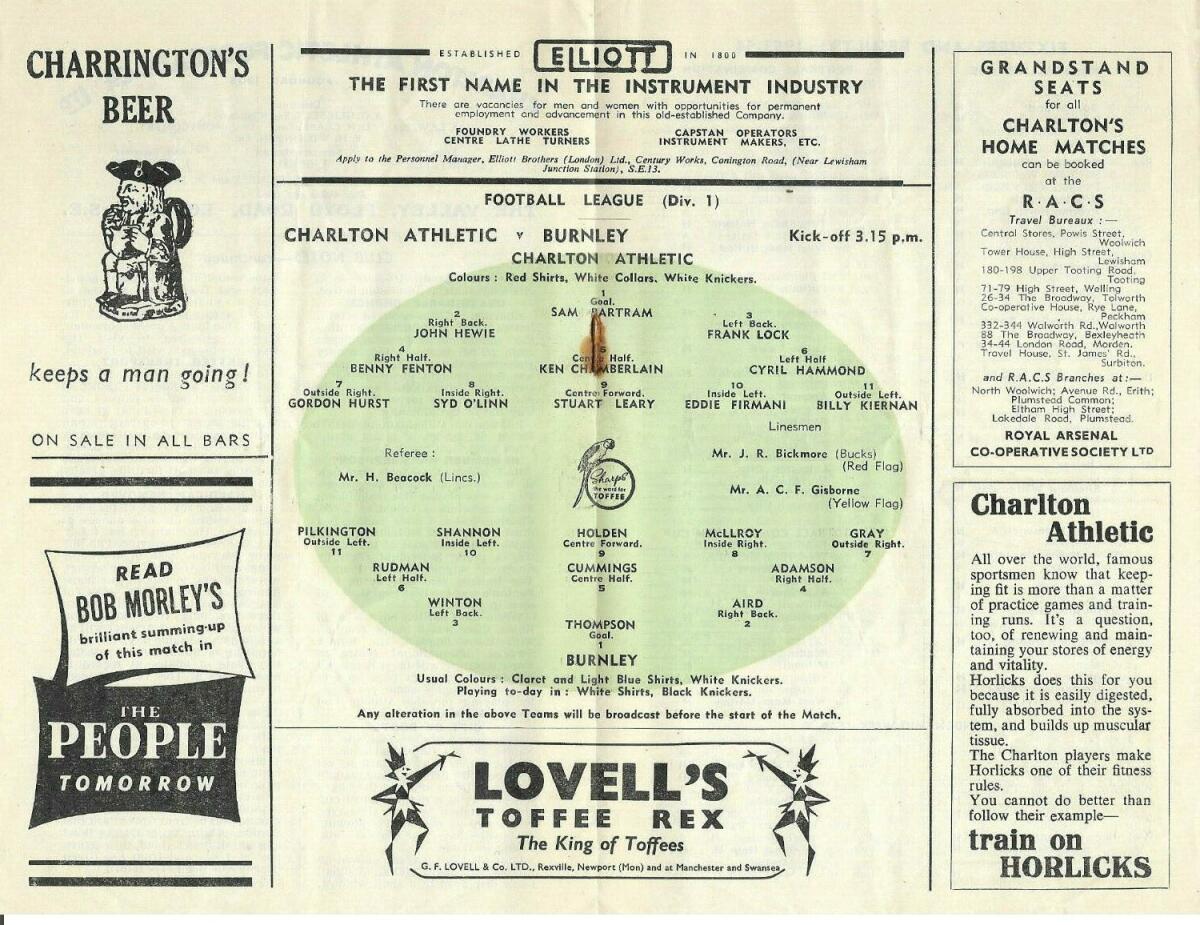 CHARRINGTON'S
BEER
keeps a man going!
ON SALE IN ALL BARS
READ
BOB MORLEY'S
brilliant summing-up
of this match in
THE
PEOPLE
TOMORROW
ESTABLISHED ELLIOTT IN 1800
THE FIRST NAME IN THE INSTRUMENT INDUSTRY
There are vacancies for men and women with opportunities for permanent
employment and advancement in this old-established Company.
FOUNDRY WORKERS CAPSTAN OPERATORS
CENTRE LATHE TURNERS INSTRUMENT MAKERS, ETC.
Apply to the Personnel Manager, Elliott Brothers (London) Ltd., Century Works, Conington Road, (Near Lewisham
Junction Station), S.E.13.
FOOTBALL LEAGUE (Div. 1)
CHARLTON ATHLETIC v BURNLEY Kick-off 3.15 p.m.
CHARLTON ATHLETIC
Colours : Red Shirts, White Collars, White Knickers.
1
Goal.
SAM BARTRAM
2 3
Right Back. Left Back.
JOHN HEWIE FRANK LOCK
4 5 6
Right Half. Centre Half. Left Half
BENNY FENTON KEN CHAMBERLAIN CYRIL HAMMOND
7 8 9 10 11
Outside Right. Inside Right. Centre Forward. Inside Left. Outside Left.
GORDON HURST SYD O'LINN STUART LEARY EDDIE FIRMANI BILLY KIERNAN
Linesmen
Referee : Mr. J. R. Bickmore (Bucks)
(Red Flag)
Mr. H. Beacock (Lincs.)
Sharps
the word for
TOFFEE
Mr. A. C. F. Gisborne
(Yellow Flag)
PILKINGTON SHANNON HOLDEN McLLROY GRAY
Outside Left. Inside Left. Centre Forward. Inside Right. Outside Right.
11 10 9 8 7
RUDMAN CUMMINGS ADAMSON
Left Half. Centre Half. Right Half.
6 5 4
WINTON AIRD
Left Back. Right Back.
3 2
THOMPSON
Goal.
1
BURNLEY
Usual Colours : Claret and Light Blue Shirts, White Knickers.
Playing to-day in : White Shirts, Black Knickers.
Any alteration in the above Teams will be broadcast before the start of the Match.
LOVELL'S
TOFFEE REX
The King of Toffees
G. F. LOVELL & Co. LTD., Rexville, Newport (Mon) and at Manchester and Swansea
GRANDSTAND
SEATS
for all
CHARLTON'S
HOME MATCHES
can be booked
at the
R·A·C·S
Travel Bureaux :—
Central Stores, Powis Street,
Woolwich
Tower House, High Street,
Lewisham
180-198 Upper Tooting Road,
Tooting
71-79 High Street, Welling
26-34 The Broadway, Tolworth
Co-operative House, Rye Lane,
Peckham
332-344 Walworth Rd., Walworth
88 The Broadway, Bexleyheath
34-44 London Road, Morden.
Travel House, St. James' Rd.,
Surbiton.
and R.A.C.S Branches at:—
North Woolwich; Avenue Rd., Erith;
Plumstead Common;
Eltham High Street;
Lakedale Road, Plumstead.
ROYAL ARSENAL
CO-OPERATIVE SOCIETY LTD
Charlton
Athletic
All over the world, famous
sportsmen know that keep-
ing fit is more than a matter
of practice games and train-
ing runs. It's a question,
too, of renewing and main-
taining your stores of energy
and vitality.
Horlicks does this for you
because it is easily digested,
fully absorbed into the sys-
tem, and builds up muscular
tissue.
The Charlton players make
Horlicks one of their fitness
rules.
You cannot do better than
follow their example—
train on
HORLICKS